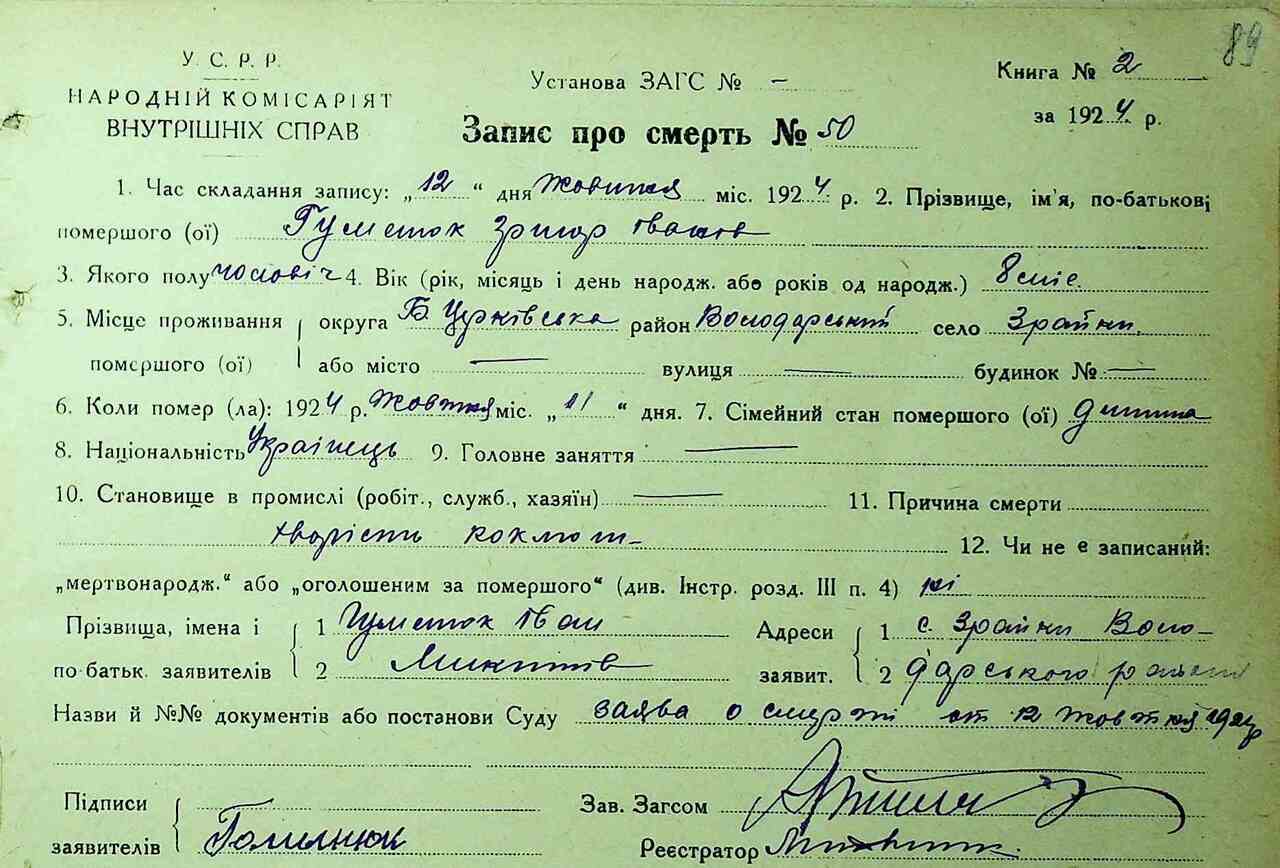 89
У. С. Р. Р.
НАРОДНІЙ КОМІСАРІЯТ
ВНУТРІШНІХ СПРАВ
Установа ЗАГС № —
Книга № 2
за 1924 р.
Запис про смерть № 50
1. Час складання запису: „12“ дня Жовтня міс. 1924 р. 2. Прізвище, ім'я, по-батькові
помершого (ої) Гуменюк Григор Іванів
3. Якого полу чоловіч 4. Вік (рік, місяць і день народж. або років од народж.) 8 міс.
5. Місце проживання округа Б Церківська район Володарський село Зрайки
помершого (ої) або місто — вулиця — будинок № —
6. Коли помер (ла): 1924 р. Жовтня міс. „11“ дня. 7. Сімейний стан помершого (ої) дитина
8. Національність Українець 9. Головне заняття —
10. Становище в промислі (робіт., служб., хазяїн) — 11. Причина смерти
хворість коклюш 12. Чи не є записаний:
„мертвонародж.“ або „оголошеним за помершого“ (див. Інстр. розд. III п. 4) ні
Прізвища, імена і 1 Гуменюк Іван Адреси 1 с. Зрайки Воло-
по-батьк. заявителів 2 Микитів заявит. 2 дарського району
Назви й №№ документів або постанови Суду заява о смерті от 12 жовтня 1924
Підписи Зав. Загсом
заявителів Реєстратор